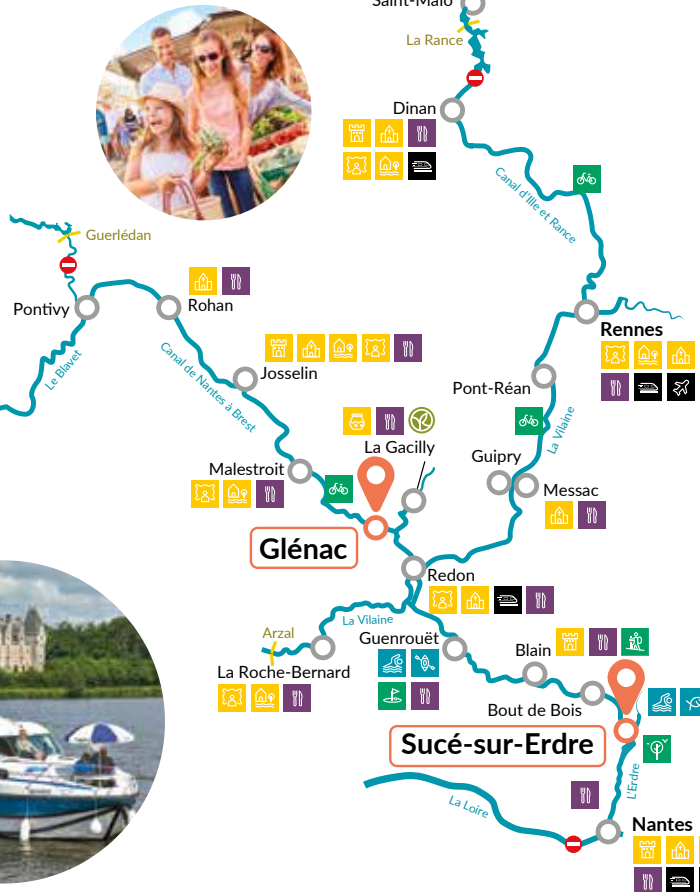 Saint-Malo
La Rance
Dinan
Canal d'Ille et Rance
Guerlédan
Pontivy
Rohan
Le Blavet
Canal de Nantes à Brest
Josselin
Rennes
Pont-Réan
La Vilaine
La Gacilly
Guipry
Messac
Malestroit
Glénac
Redon
La Vilaine
Arzal
La Roche-Bernard
Guenrouët
Blain
Bout de Bois
Sucé-sur-Erdre
L'Erdre
La Loire
Nantes